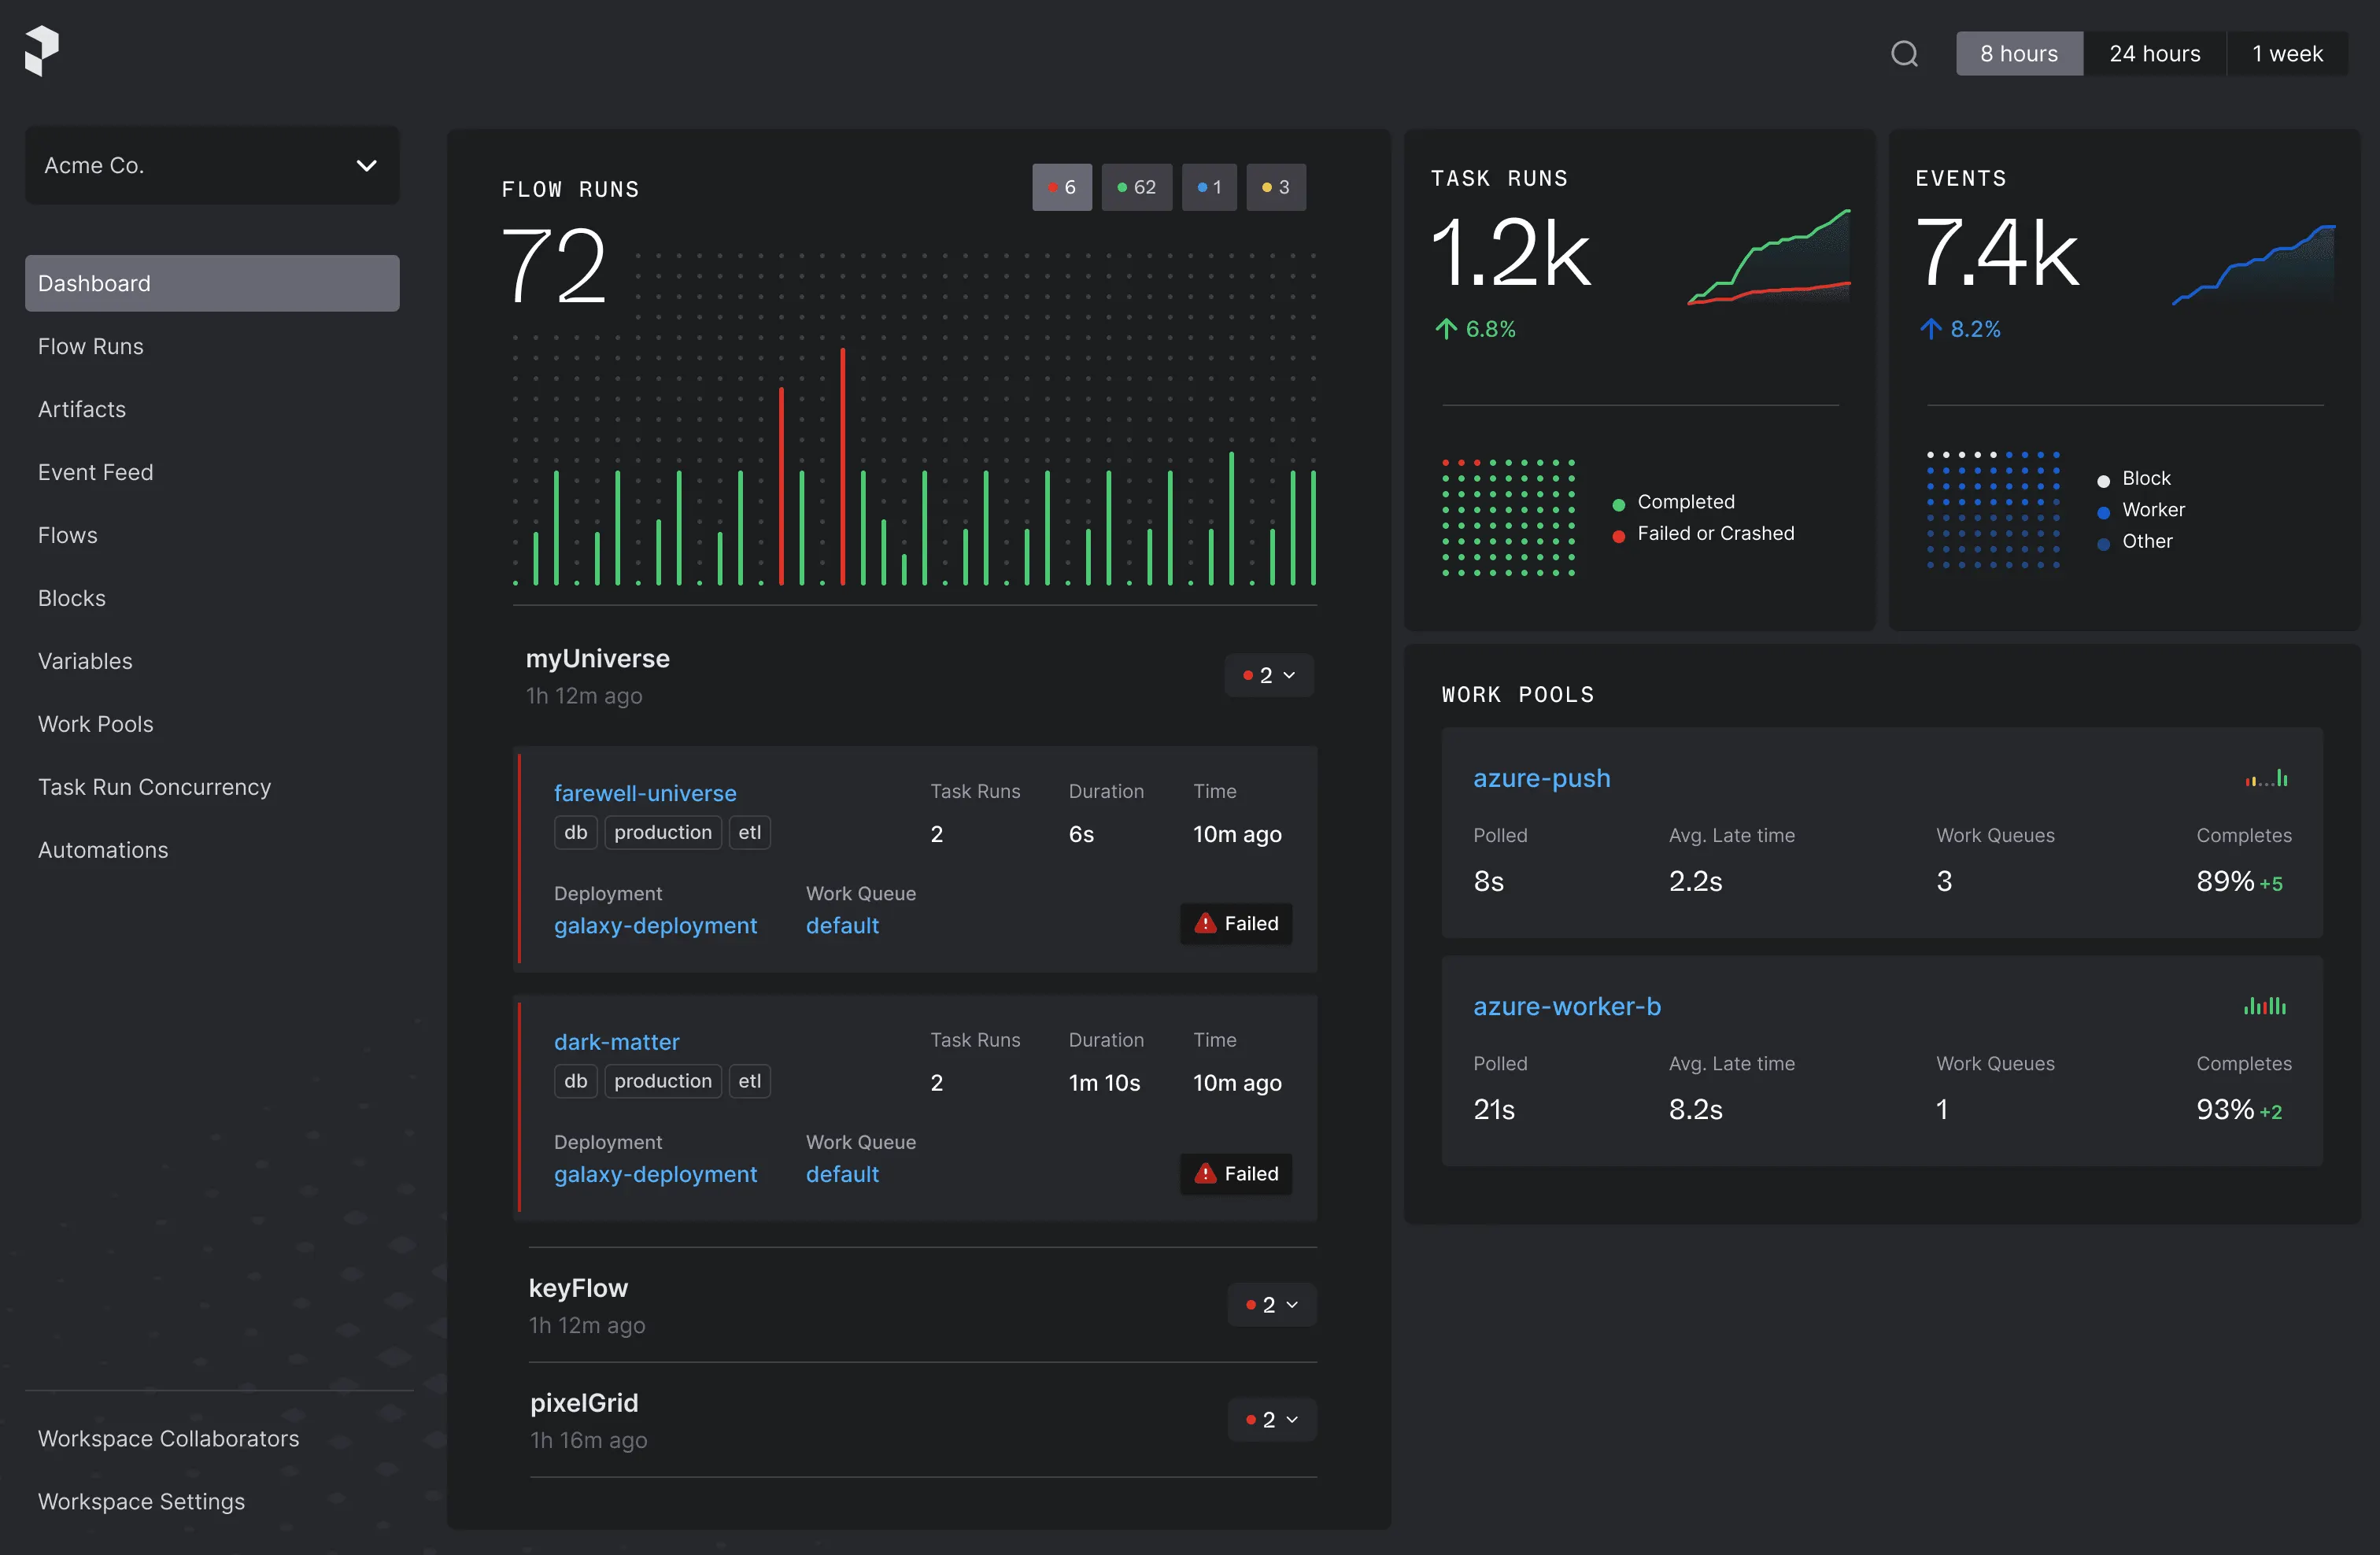 8 hours 24 hours 1 week
Acme Co.
Dashboard
Flow Runs
Artifacts
Event Feed
Flows
Blocks
Variables
Work Pools
Task Run Concurrency
Automations
Workspace Collaborators
Workspace Settings
FLOW RUNS
6 62 1 3
72
myUniverse
1h 12m ago
2
farewell-universe
db production etl
Task Runs Duration Time
2 6s 10m ago
Deployment Work Queue
galaxy-deployment default
Failed
dark-matter
db production etl
Task Runs Duration Time
2 1m 10s 10m ago
Deployment Work Queue
galaxy-deployment default
Failed
keyFlow
1h 12m ago
2
pixelGrid
1h 16m ago
2
TASK RUNS
1.2k
6.8%
Completed
Failed or Crashed
EVENTS
7.4k
8.2%
Block
Worker
Other
WORK POOLS
azure-push
Polled Avg. Late time Work Queues Completes
8s 2.2s 3 89% +5
azure-worker-b
Polled Avg. Late time Work Queues Completes
21s 8.2s 1 93% +2